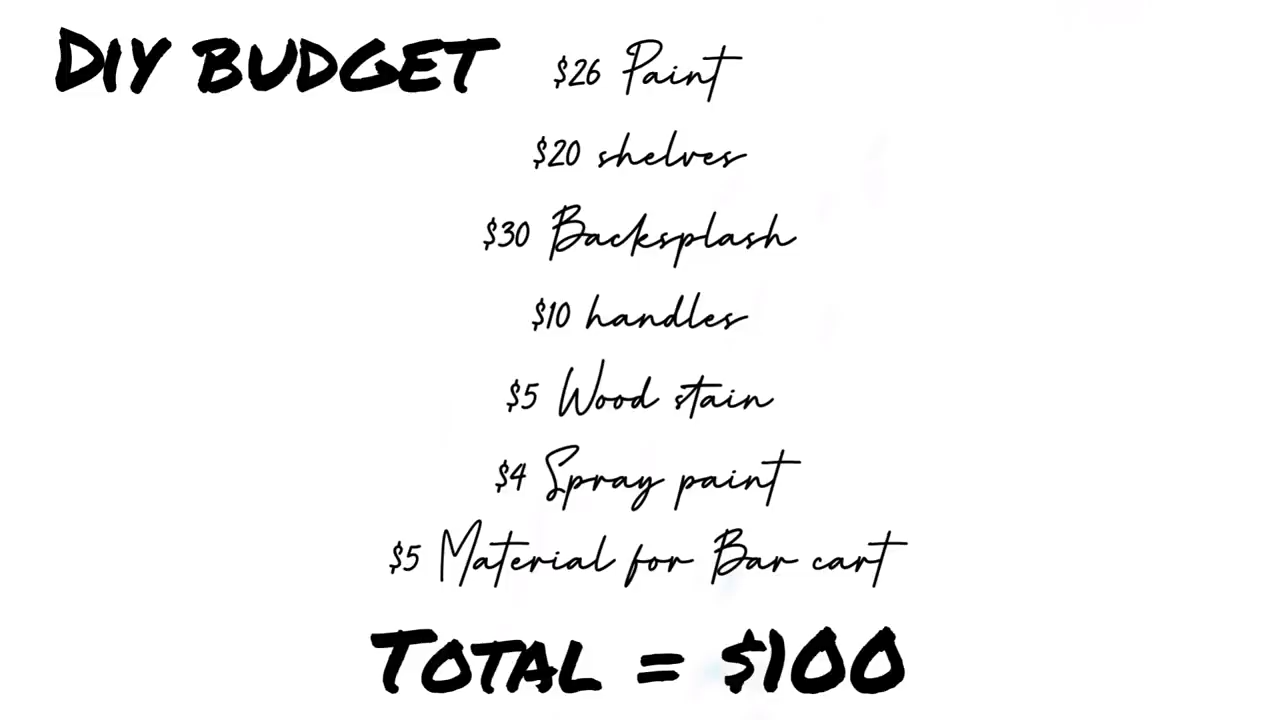 DIY BUDGET
$26 Paint
$20 shelves
$30 Backsplash
$10 handles
$5 Wood stain
$4 Spray paint
$5 Material for Bar cart
TOTAL = $100